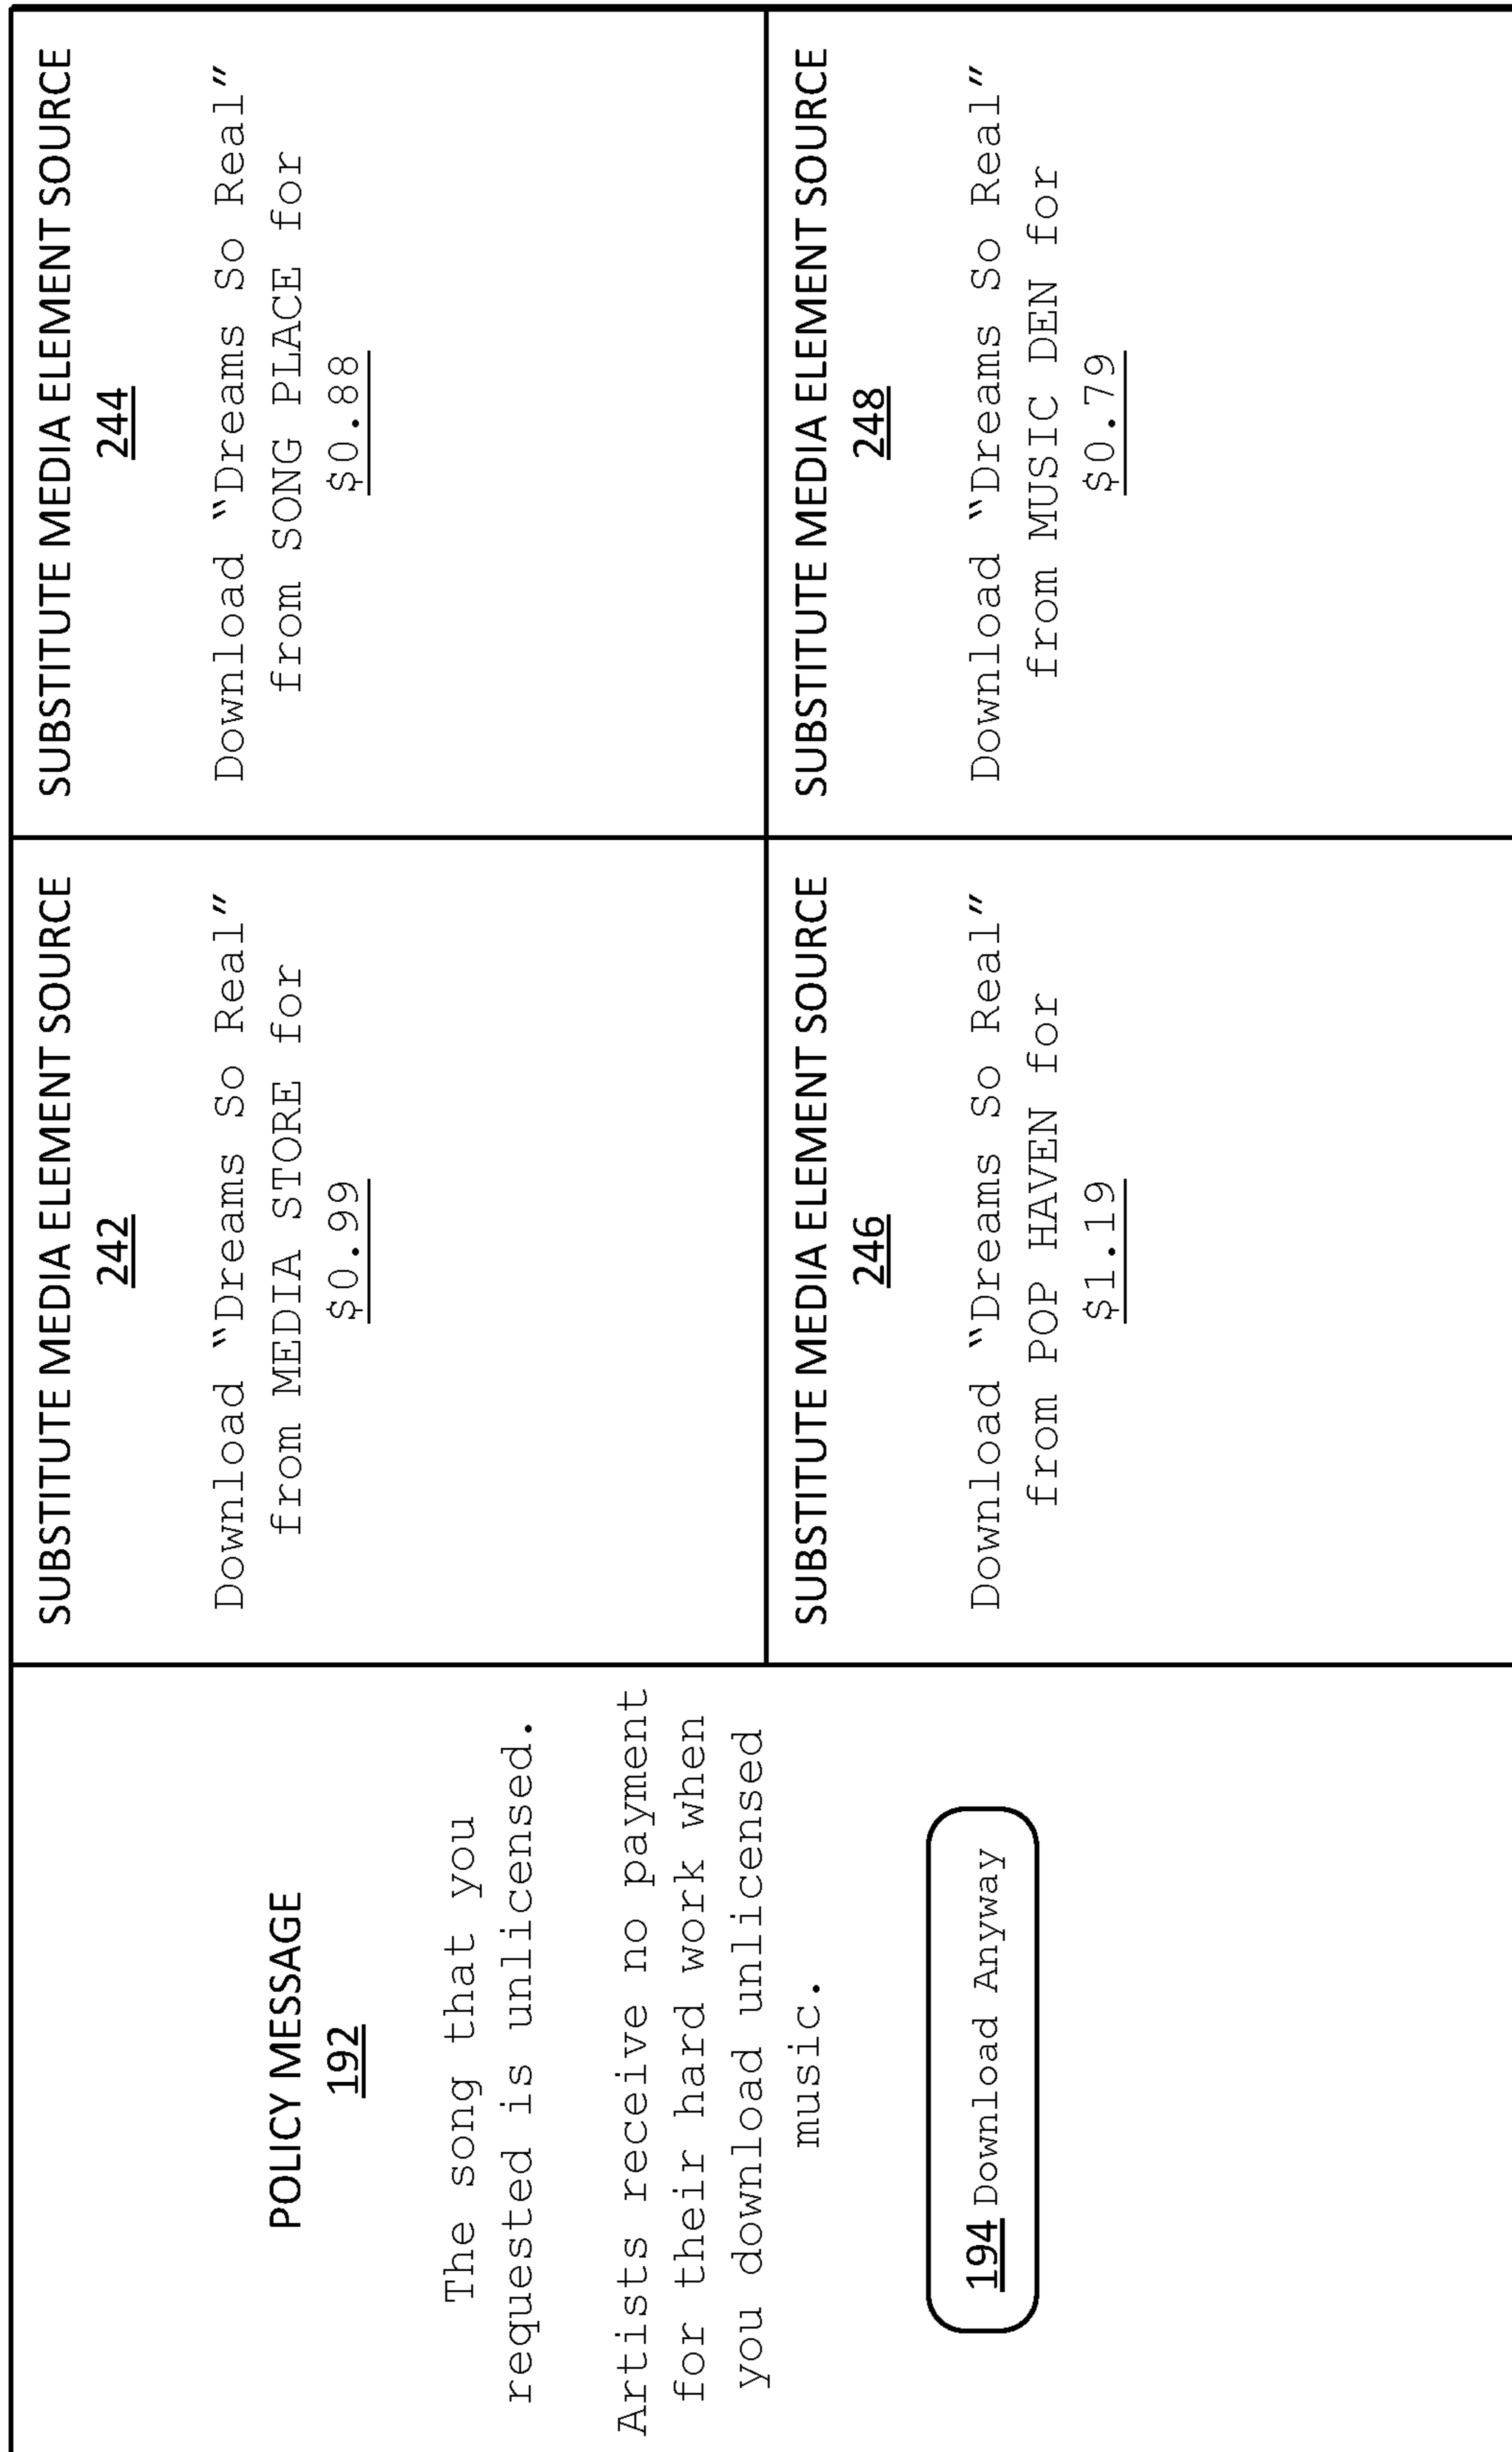 POLICY MESSAGE
192
The song that you
requested is unlicensed.
Artists receive no payment
for their hard work when
you download unlicensed
music.
194 Download Anyway
SUBSTITUTE MEDIA ELEMENT SOURCE
242
Download “Dreams So Real”
from MEDIA STORE for
$0.99
SUBSTITUTE MEDIA ELEMENT SOURCE
244
Download “Dreams So Real”
from SONG PLACE for
$0.88
SUBSTITUTE MEDIA ELEMENT SOURCE
246
Download “Dreams So Real”
from POP HAVEN for
$1.19
SUBSTITUTE MEDIA ELEMENT SOURCE
248
Download “Dreams So Real”
from MUSIC DEN for
$0.79